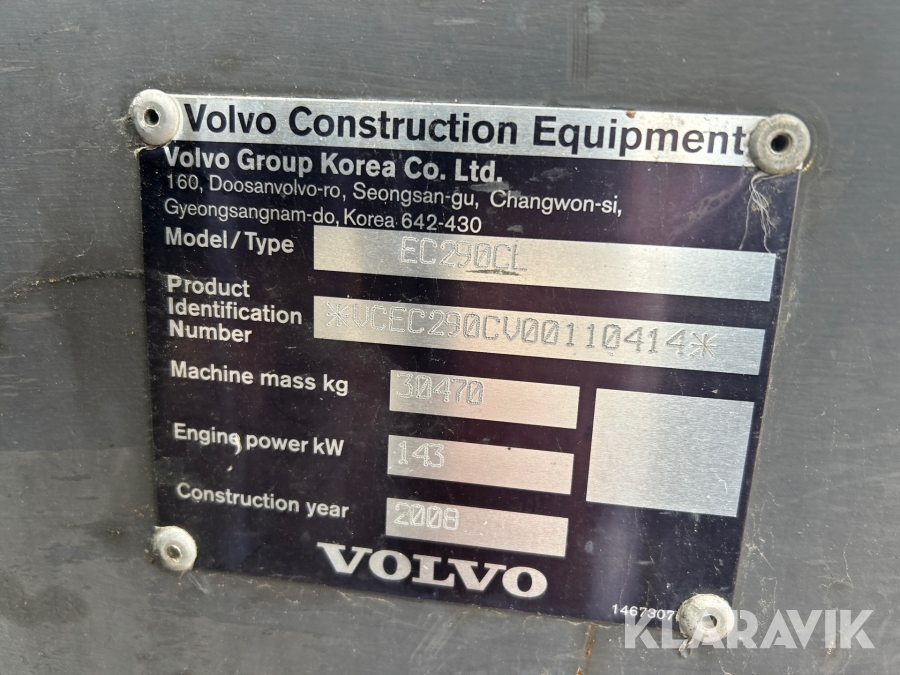 Volvo Construction Equipment
Volvo Group Korea Co. Ltd.
160, Doosanvolvo-ro, Seongsan-gu, Changwon-si,
Gyeongsangnam-do, Korea 642-430
Model/Type EC290CL
Product
Identification
Number *VCEC290CV00110414*
Machine mass kg 30470
Engine power kW 143
Construction year 2008
VOLVO
KLARAVIK